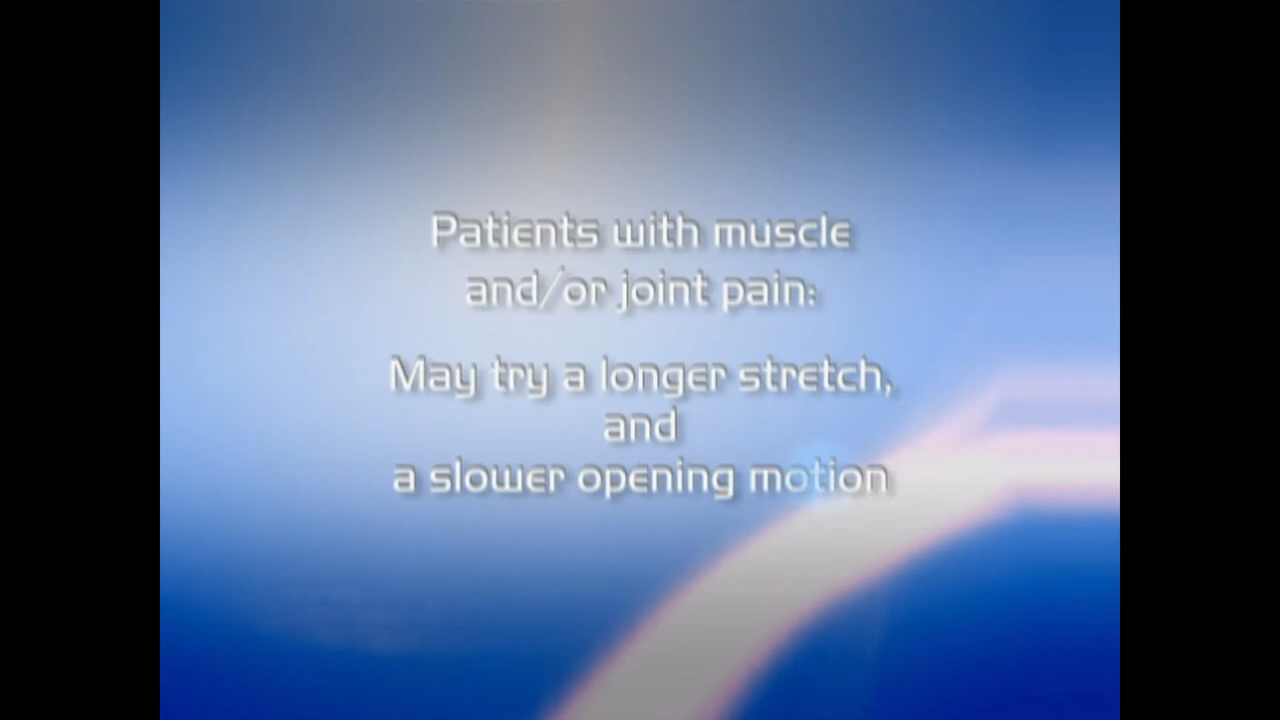 Patients with muscle
and/or joint pain:
May try a longer stretch,
and
a slower opening motion